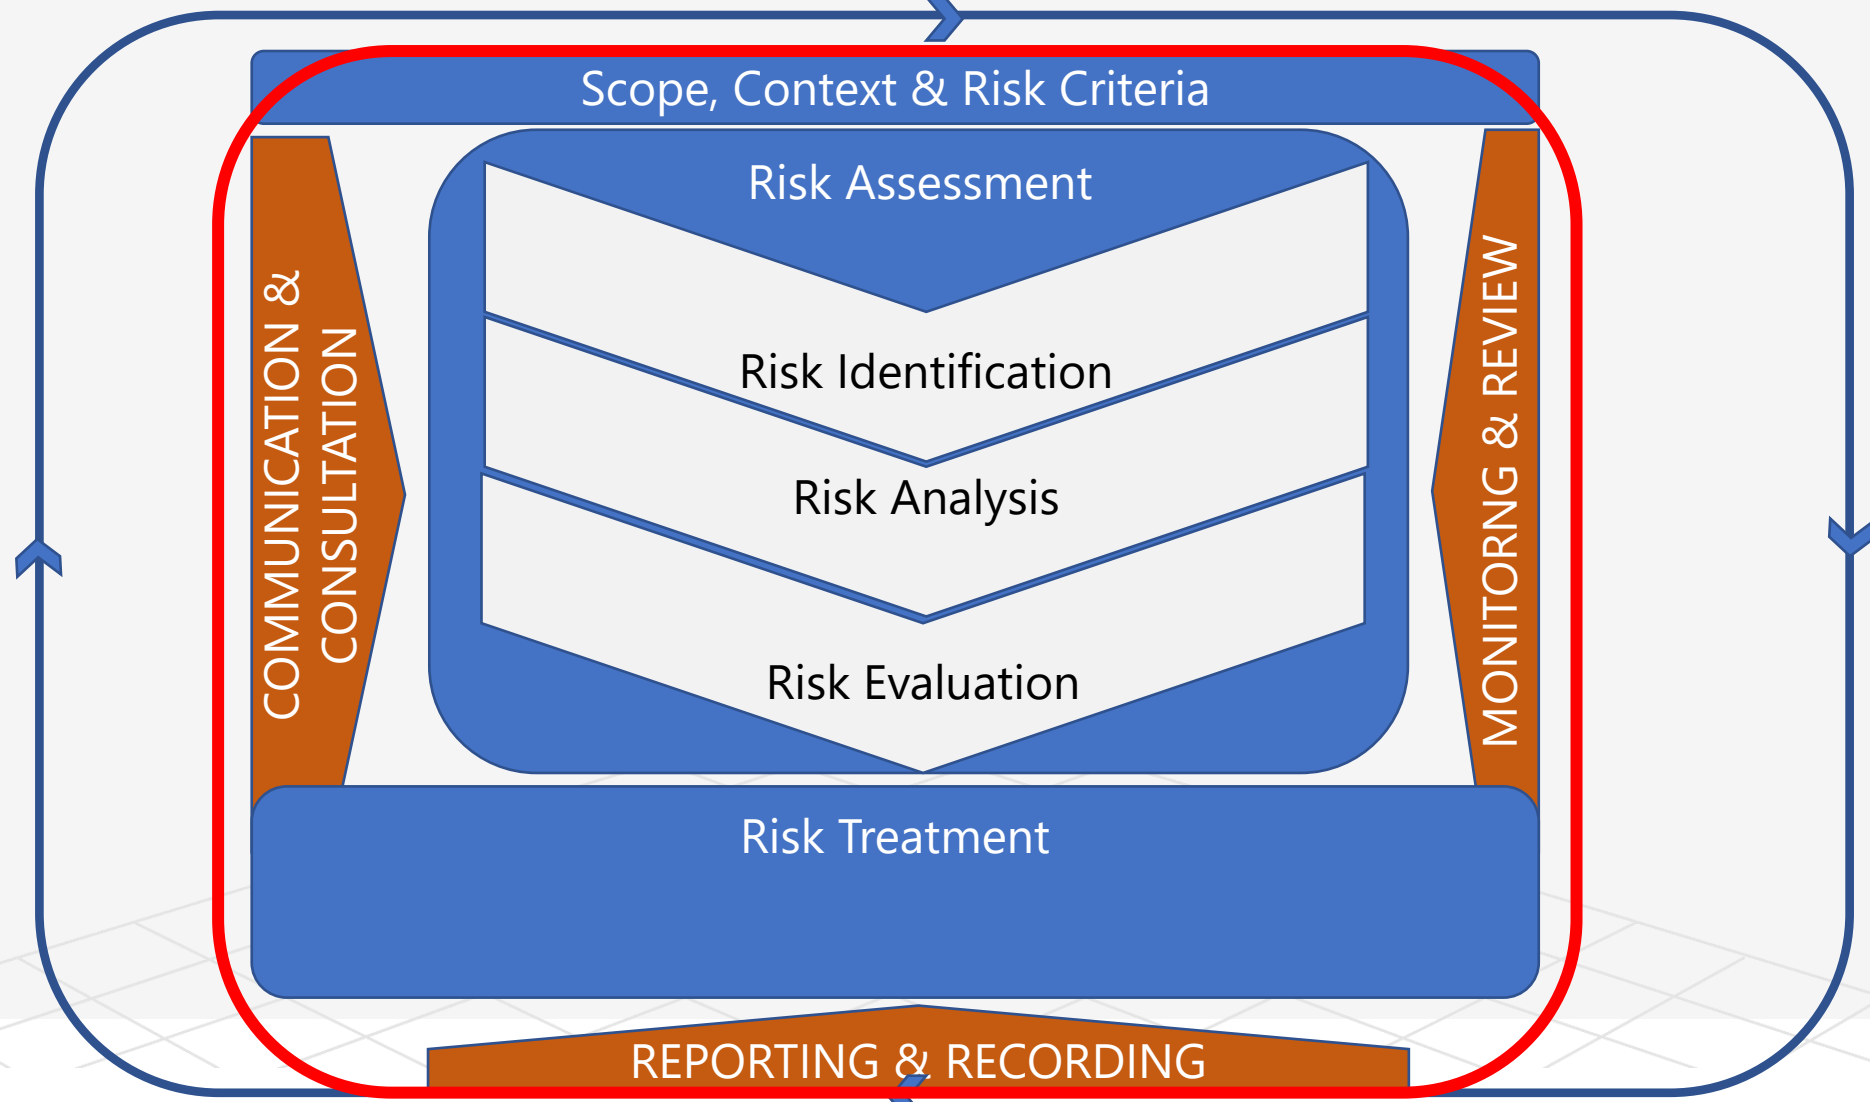 Scope, Context & Risk Criteria
Risk Assessment
COMMUNICATION &
CONSULTATION
Risk Identification
Risk Analysis
Risk Evaluation
MONITORNG & REVIEW
Risk Treatment
REPORTING & RECORDING